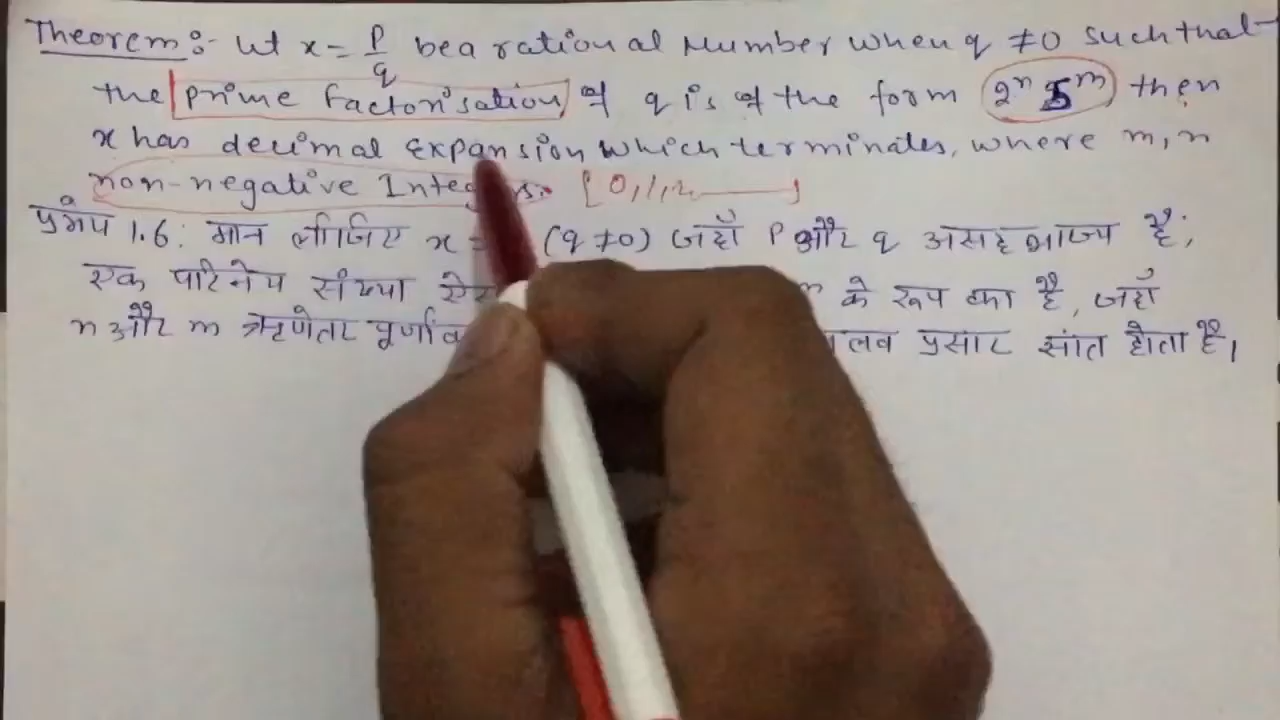 Theorem:- Let x = p/q be a rational Number when q ≠0 such that
the Prime Factorisation of q is of the form 2ⁿ 5ᵐ then
x has decimal Expansion which terminates, where m, n
non-negative Integers. [0,1,2, ]
प्रमेय 1.6: मान लीजिए x = (q ≠0) जहाँ P और q असहभाज्य हैं,
एक परिमेय संख्या m के रूप का है, जहाँ
n और m ऋणेतर प्रसार सांत होता है।